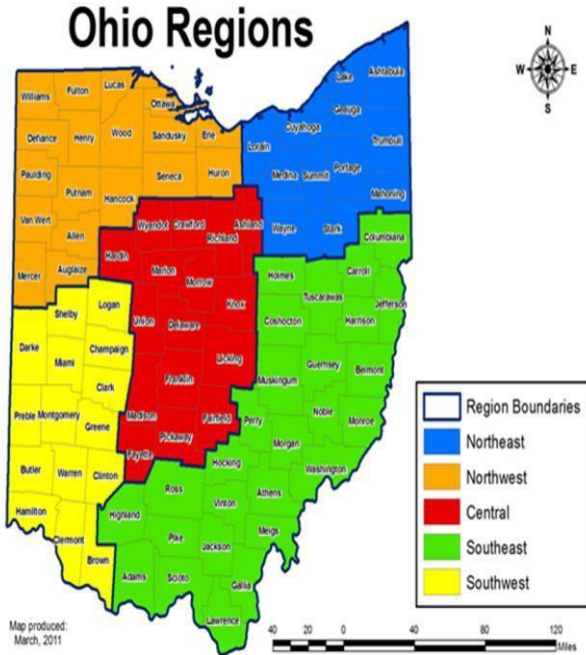 Ohio Regions
N
W E
S
Lake
Ashtabula
Williams
Fulton
Lucas
Ottawa
Geauga
Cuyahoga
Defiance
Henry
Wood
Sandusky
Erie
Lorain
Trumbull
Paulding
Seneca
Huron
Medina
Summit
Portage
Putnam
Hancock
Mahoning
Van Wert
Wyandot
Crawford
Ashland
Wayne
Stark
Allen
Richland
Columbiana
Hardin
Mercer
Auglaize
Marion
Morrow
Holmes
Carroll
Logan
Knox
Tuscarawas
Jefferson
Shelby
Union
Delaware
Coshocton
Harrison
Darke
Champaign
Licking
Miami
Guernsey
Belmont
Clark
Franklin
Muskingum
Preble
Montgomery
Madison
Fairfield
Noble
Monroe
Greene
Perry
Pickaway
Morgan
Fayette
Hocking
Washington
Butler
Warren
Clinton
Ross
Athens
Vinton
Hamilton
Highland
Meigs
Clermont
Pike
Jackson
Brown
Adams
Scioto
Gallia
Lawrence
Region Boundaries
Northeast
Northwest
Central
Southeast
Southwest
Map produced:
March, 2011
40 20 0 40 80 120
Miles